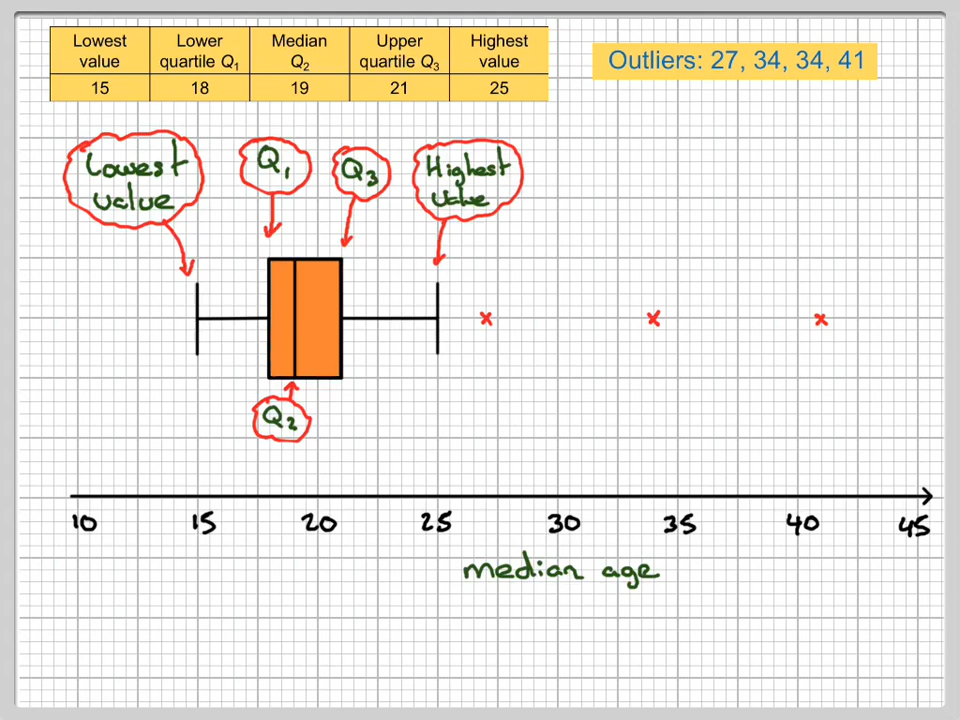 Lowest value
Lower quartile Q1
Median Q2
Upper quartile Q3
Highest value
15 18 19 21 25
Outliers: 27, 34, 34, 41
Lowest
value
Q1
Q3
Highest
value
Q2
10 15 20 25 30 35 40 45
median age